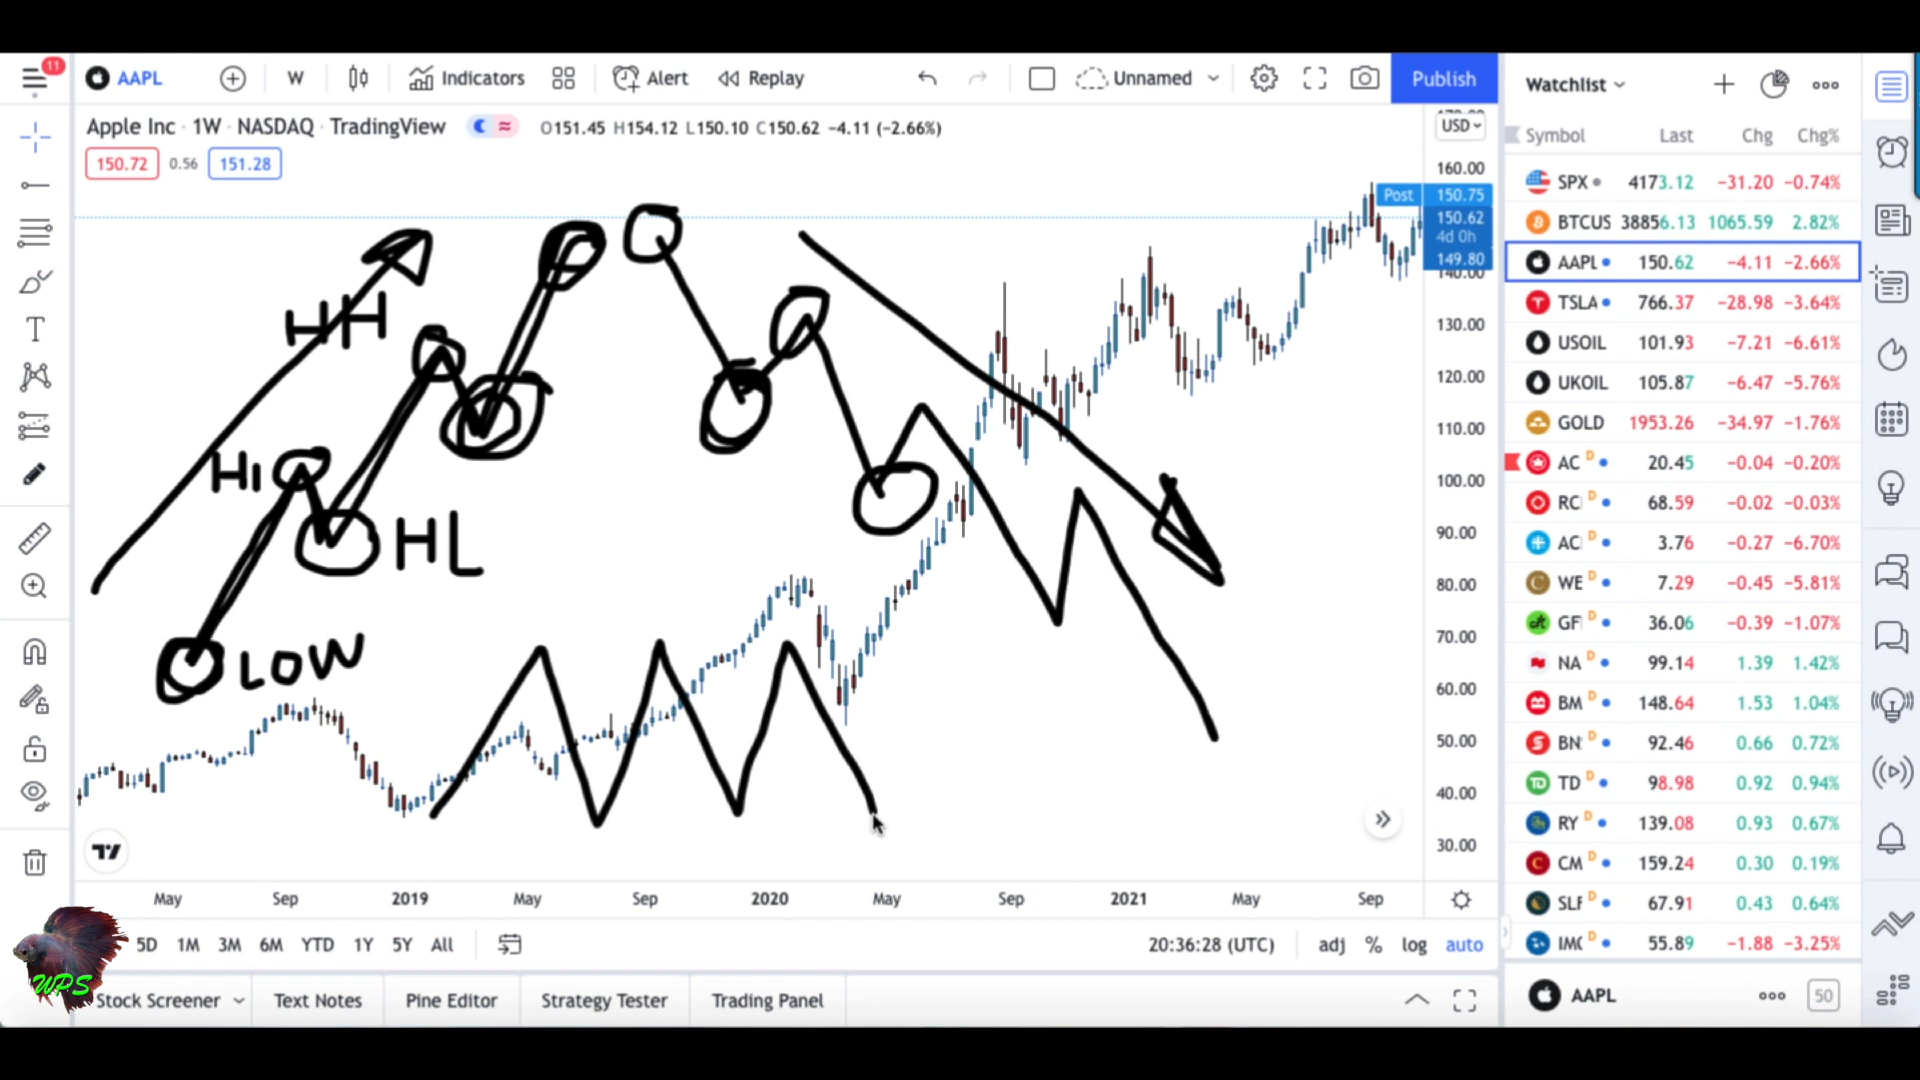 11
AAPL
W
Indicators
Alert
Replay
Unnamed
Publish
Apple Inc · 1W · NASDAQ · TradingView
O151.45 H154.12 L150.10 C150.62 −4.11 (−2.66%)
150.72 0.56 151.28
USD
160.00
Post 150.75
150.62
4d 0h
149.80
140.00
130.00
120.00
110.00
100.00
90.00
80.00
70.00
60.00
50.00
40.00
30.00
HH
HI
HL
LOW
May Sep 2019 May Sep 2020 May Sep 2021 May Sep
5D 1M 3M 6M YTD 1Y 5Y All
20:36:28 (UTC) adj % log auto
WPS
Stock Screener Text Notes Pine Editor Strategy Tester Trading Panel
Watchlist
Symbol Last Chg Chg%
SPX 4173.12 −31.20 −0.74%
BTCUS 38856.13 1065.59 2.82%
AAPL 150.62 −4.11 −2.66%
TSLA 766.37 −28.98 −3.64%
USOIL 101.93 −7.21 −6.61%
UKOIL 105.87 −6.47 −5.76%
GOLD 1953.26 −34.97 −1.76%
AC D 20.45 −0.04 −0.20%
RC D 68.59 −0.02 −0.03%
AC D 3.76 −0.27 −6.70%
WE D 7.29 −0.45 −5.81%
GF D 36.06 −0.39 −1.07%
NA D 99.14 1.39 1.42%
BM D 148.64 1.53 1.04%
BN D 92.46 0.66 0.72%
TD D 98.98 0.92 0.94%
RY D 139.08 0.93 0.67%
CM D 159.24 0.30 0.19%
SLF D 67.91 0.43 0.64%
IMO D 55.89 −1.88 −3.25%
AAPL 50